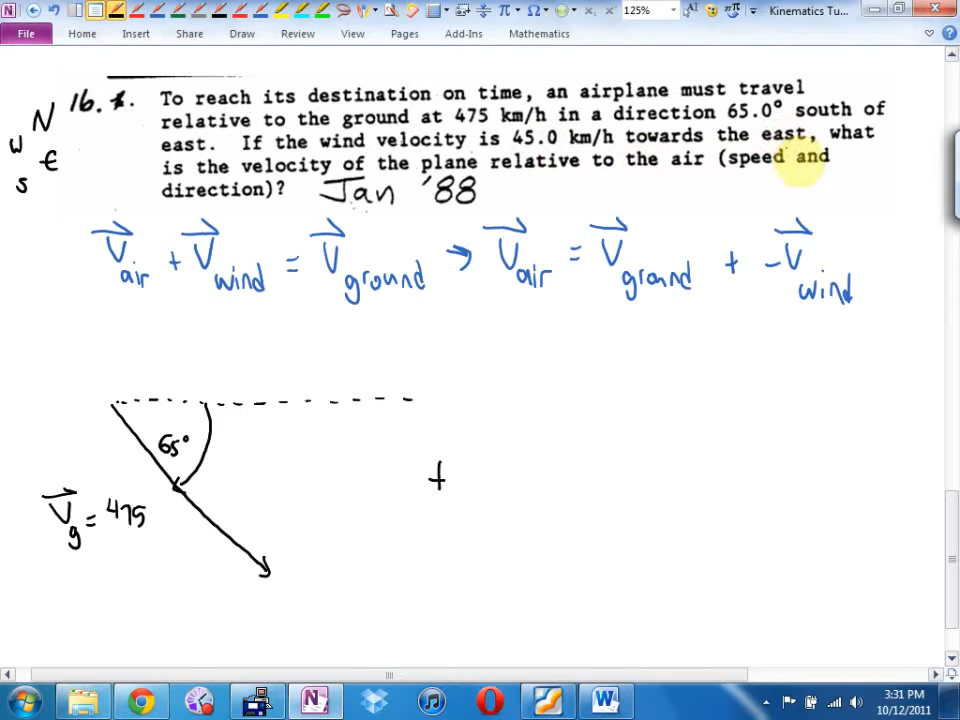 125%
Kinematics Tu...
File Home Insert Share Draw Review View Pages Add-Ins Mathematics
N
W E
S
16. 1. To reach its destination on time, an airplane must travel
relative to the ground at 475 km/h in a direction 65.0° south of
east. If the wind velocity is 45.0 km/h towards the east, what
is the velocity of the plane relative to the air (speed and
direction)? Jan '88
V air + V wind = V ground → V air = V ground + -V wind
65°
+
V g = 475
3:31 PM
10/12/2011